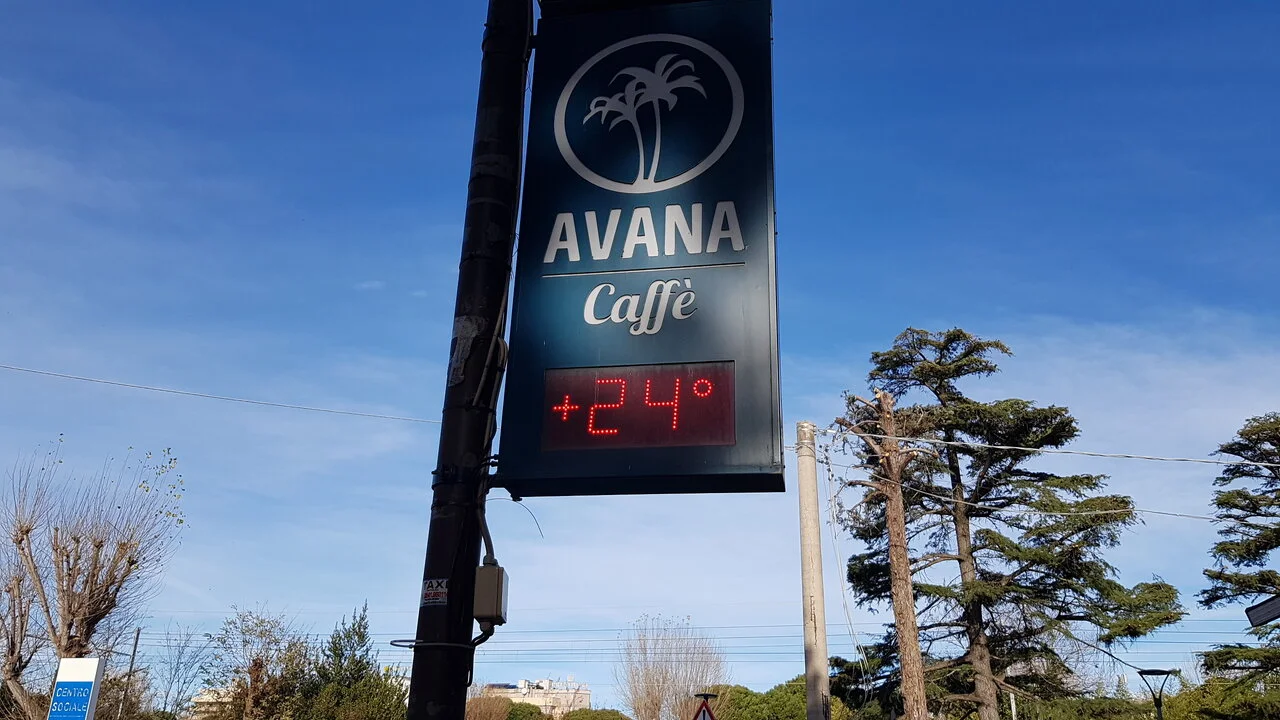 AVANA
Caffè
+24°
TAXI
CENTRO
SOCIALE